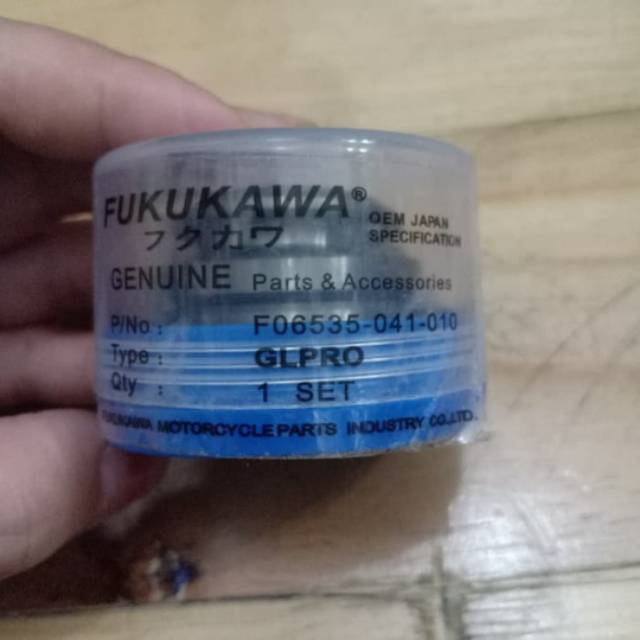 FUKUKAWA®
フクカワ
OEM JAPAN
SPECIFICATION
GENUINE Parts & Accessories
P/No : F06535-041-010
Type : GLPRO
Qty : 1 SET
FUKUKAWA MOTORCYCLE PARTS INDUSTRY CO.,LTD.